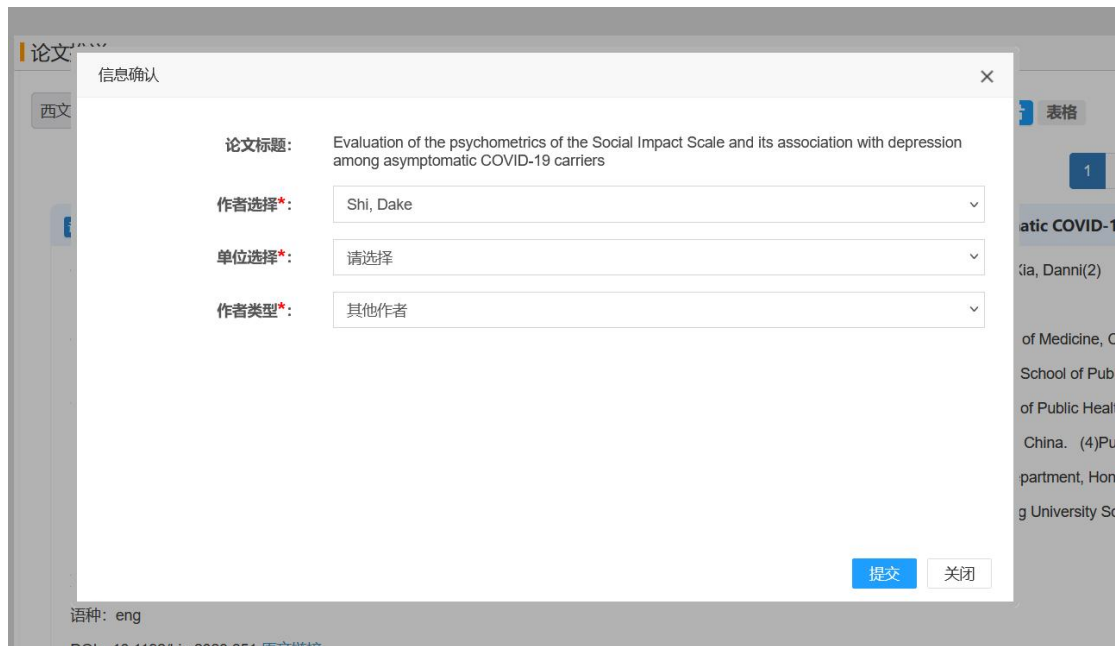 论文
信息确认
×
西文
表格
论文标题:
Evaluation of the psychometrics of the Social Impact Scale and its association with depression
among asymptomatic COVID-19 carriers
1
作者选择*:
Shi, Dake
atic COVID-1
单位选择*:
请选择
Xia, Danni(2)
作者类型*:
其他作者
of Medicine, C
School of Pub
of Public Healt
China. (4)Pu
partment, Hon
g University Sc
提交
关闭
语种: eng